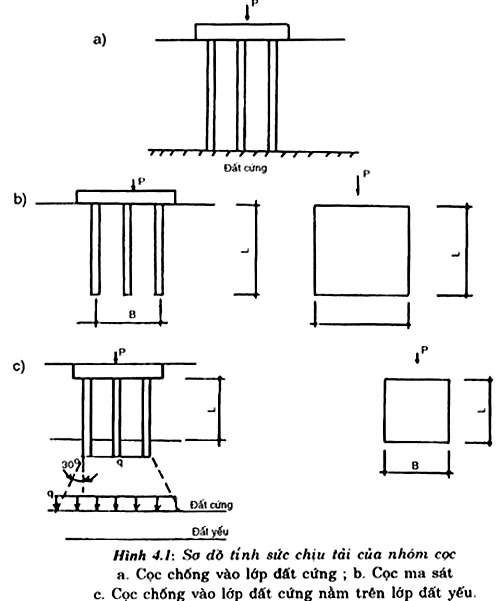 P
a)
Đất cứng
b)
P
L
B
P
L
c)
P
L
30°
q
q
Đất cứng
Đất yếu
P
L
B
Hình 4.1: Sơ đồ tính sức chịu tải của nhóm cọc
a. Cọc chống vào lớp đất cứng ; b. Cọc ma sát
c. Cọc chống vào lớp đất cứng nằm trên lớp đất yếu.